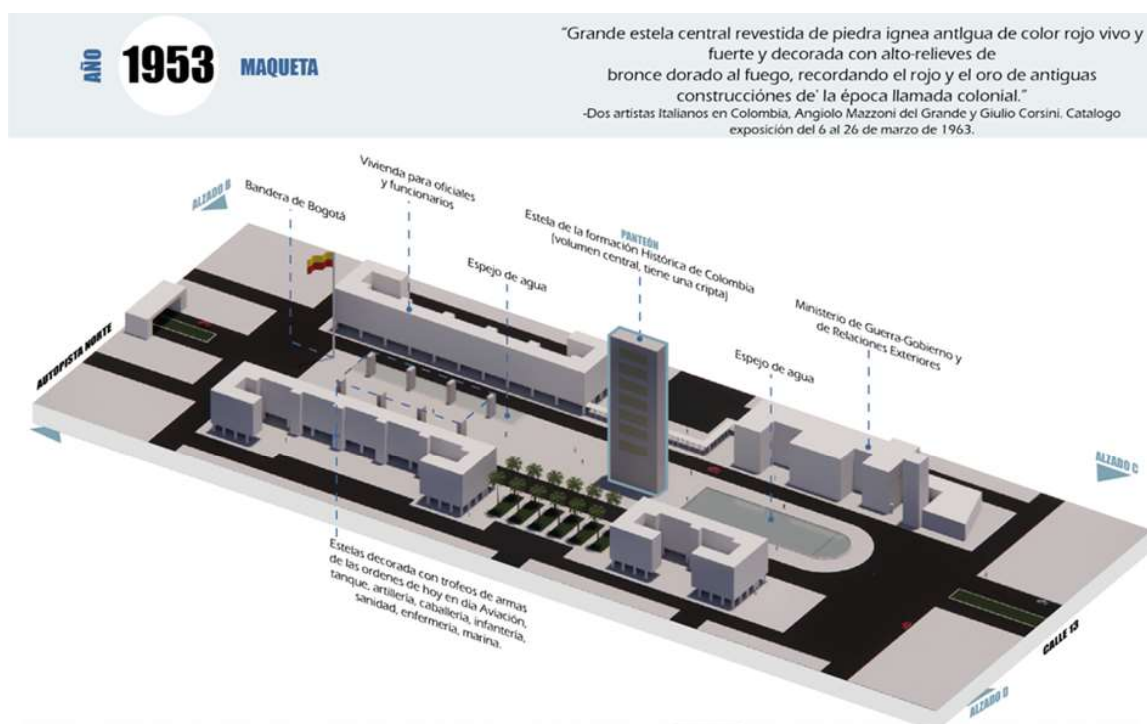 AÑO
1953
MAQUETA
"Grande estela central revestida de piedra ignea antigua de color rojo vivo y
fuerte y decorada con alto-relieves de
bronce dorado al fuego, recordando el rojo y el oro de antiguas
construcciónes de' la época llamada colonial."
-Dos artistas Italianos en Colombia, Angiolo Mazzoni del Grande y Giulio Corsini. Catalogo
exposición del 6 al 26 de marzo de 1963.
ALZADO B
Bandera de Bogotá
Vivienda para oficiales
y funcionarios
Espejo de agua
PANTEÓN
Estela de la formación Histórica de Colombia
(volumen central, tiene una cripta)
Ministerio de Guerra-Gobierno y
de Relaciones Exteriores
Espejo de agua
AUTOPISTA NORTE
ALZADO C
Estelas decorada con trofeos de armas
de las ordenes de hoy en día Aviación,
tanque, artillería, caballería, infantería,
sanidad, enfermería, marina.
CALLE 13
ALZADO D